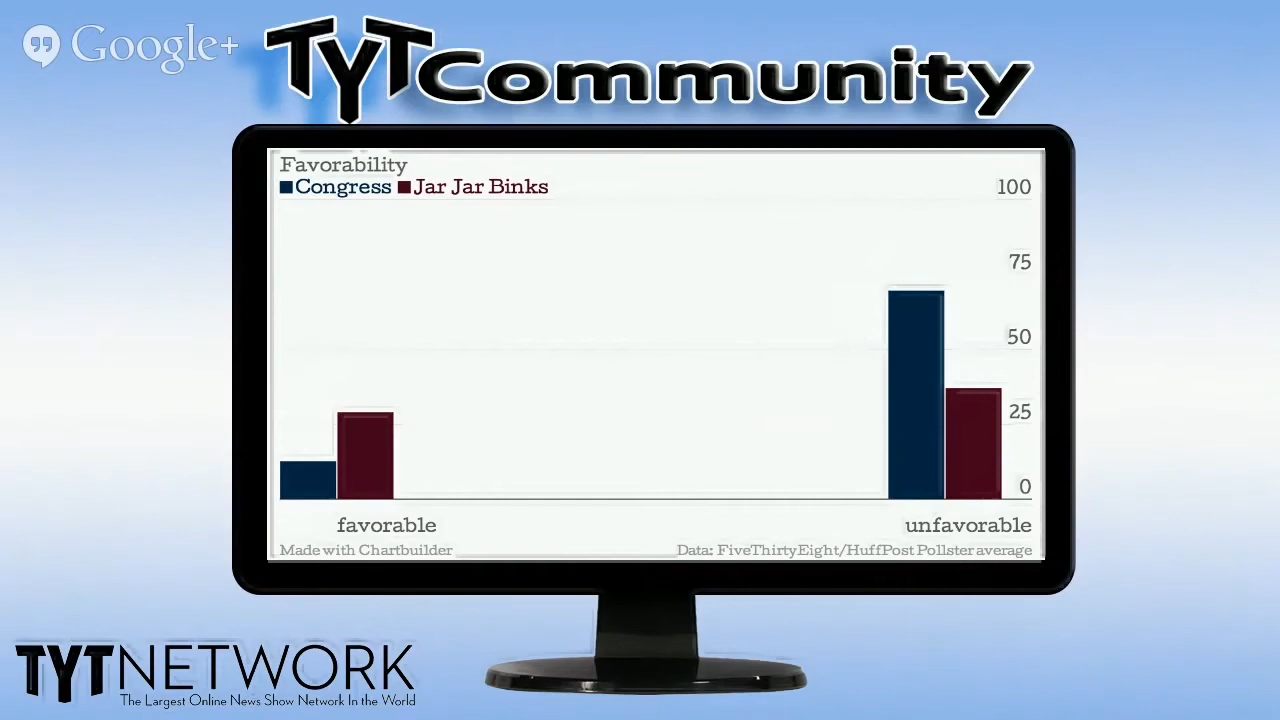 Google+
TYTCommunity
Favorability
Congress Jar Jar Binks
100
75
50
25
0
favorable unfavorable
Made with Chartbuilder Data: FiveThirtyEight/HuffPost Pollster average
TYTNETWORK
The Largest Online News Show Network In the World